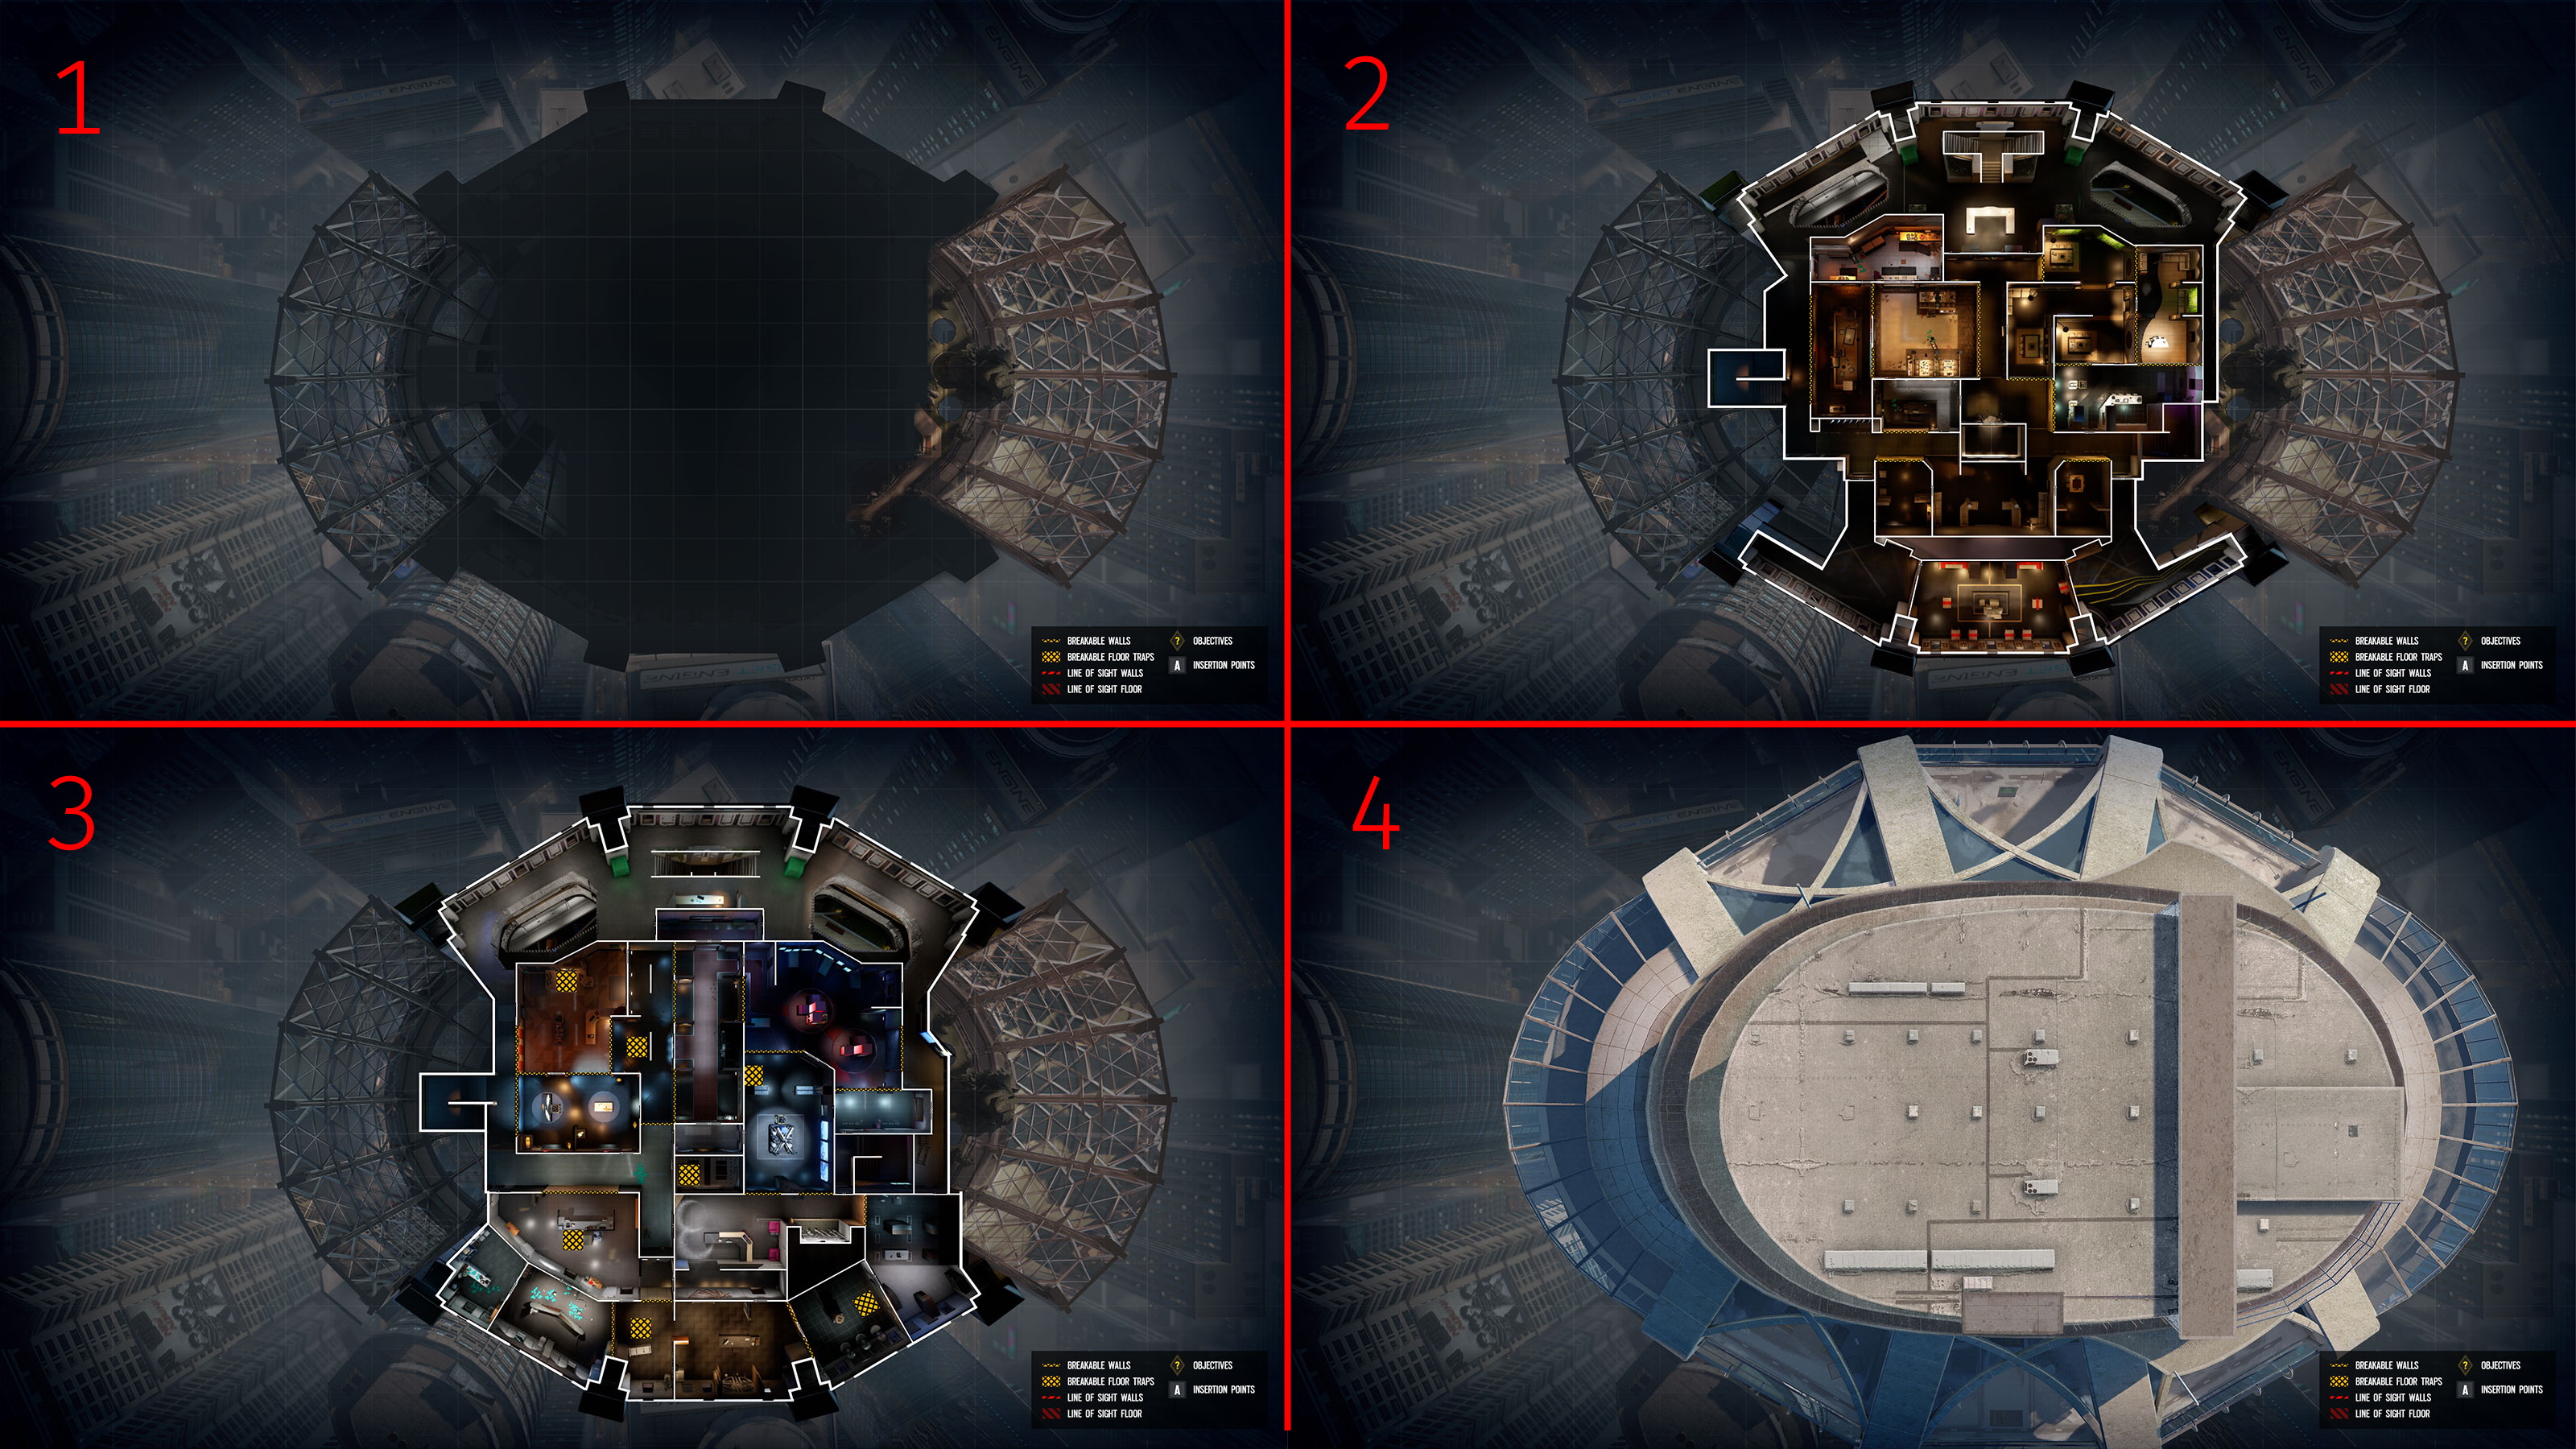 1
BREAKABLE WALLS
BREAKABLE FLOOR TRAPS
LINE OF SIGHT WALLS
LINE OF SIGHT FLOOR
? OBJECTIVES
A INSERTION POINTS
2
BREAKABLE WALLS
BREAKABLE FLOOR TRAPS
LINE OF SIGHT WALLS
LINE OF SIGHT FLOOR
? OBJECTIVES
A INSERTION POINTS
3
BREAKABLE WALLS
BREAKABLE FLOOR TRAPS
LINE OF SIGHT WALLS
LINE OF SIGHT FLOOR
? OBJECTIVES
A INSERTION POINTS
4
BREAKABLE WALLS
BREAKABLE FLOOR TRAPS
LINE OF SIGHT WALLS
LINE OF SIGHT FLOOR
? OBJECTIVES
A INSERTION POINTS